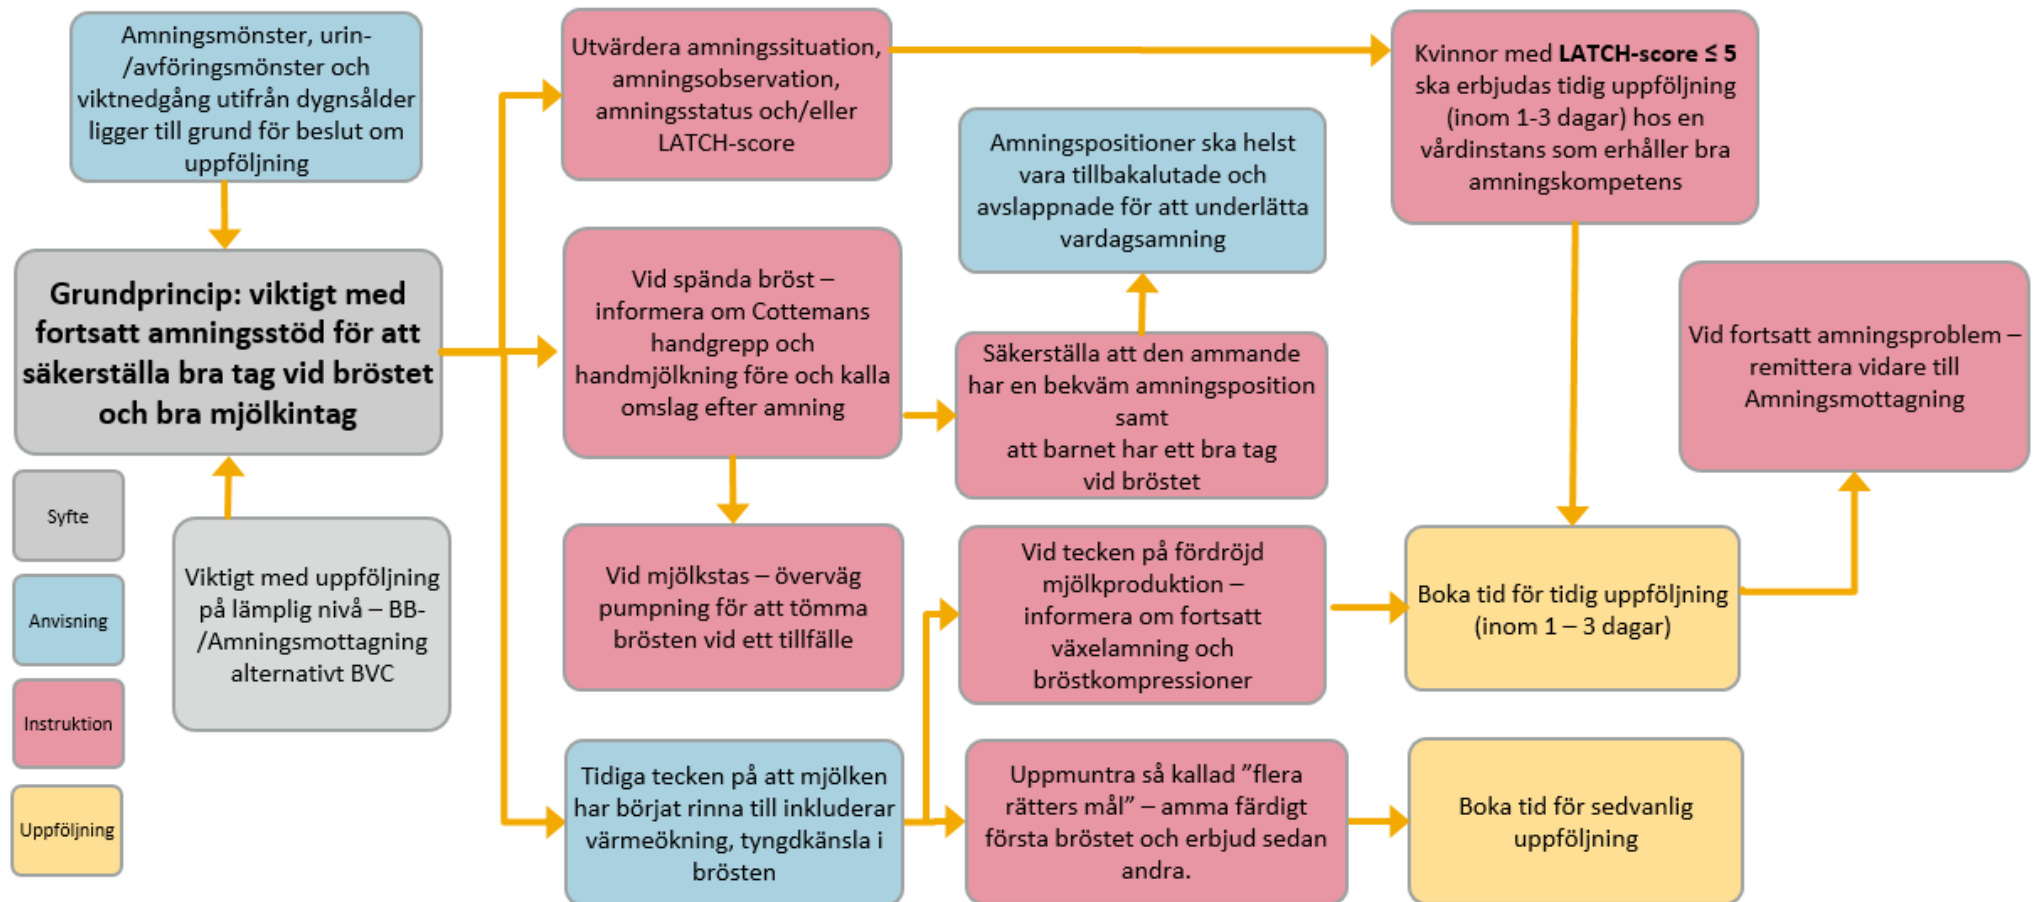 Amningsmönster, urin-
/avföringsmönster och
viktnedgång utifrån dygnsålder
ligger till grund för beslut om
uppföljning
Grundprincip: viktigt med
fortsatt amningsstöd för att
säkerställa bra tag vid bröstet
och bra mjölkintag
Viktigt med uppföljning
på lämplig nivå – BB-
/Amningsmottagning
alternativt BVC
Syfte
Anvisning
Instruktion
Uppföljning
Utvärdera amningssituation,
amningsobservation,
amningsstatus och/eller
LATCH-score
Vid spända bröst –
informera om Cottemans
handgrepp och
handmjölkning före och kalla
omslag efter amning
Vid mjölkstas – överväg
pumpning för att tömma
brösten vid ett tillfälle
Tidiga tecken på att mjölken
har börjat rinna till inkluderar
värmeökning, tyngdkänsla i
brösten
Amningspositioner ska helst
vara tillbakalutade och
avslappnade för att underlätta
vardagsamning
Säkerställa att den ammande
har en bekväm amningsposition
samt
att barnet har ett bra tag
vid bröstet
Vid tecken på fördröjd
mjölkproduktion –
informera om fortsatt
växelamning och
bröstkompressioner
Uppmuntra så kallad ”flera
rätters mål” – amma färdigt
första bröstet och erbjud sedan
andra.
Kvinnor med LATCH-score ≤ 5
ska erbjudas tidig uppföljning
(inom 1-3 dagar) hos en
vårdinstans som erhåller bra
amningskompetens
Boka tid för tidig uppföljning
(inom 1 – 3 dagar)
Boka tid för sedvanlig
uppföljning
Vid fortsatt amningsproblem –
remittera vidare till
Amningsmottagning